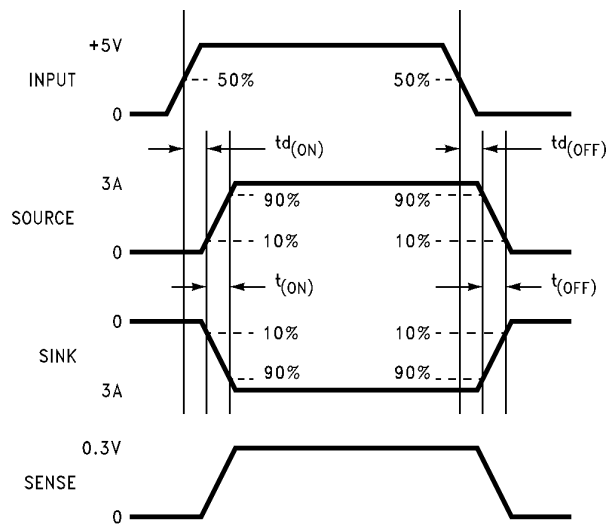 +5V
INPUT
50%
50%
0
td(ON)
td(OFF)
3A
90%
90%
SOURCE
10%
10%
0
t(ON)
t(OFF)
0
10%
10%
SINK
90%
90%
3A
0.3V
SENSE
0